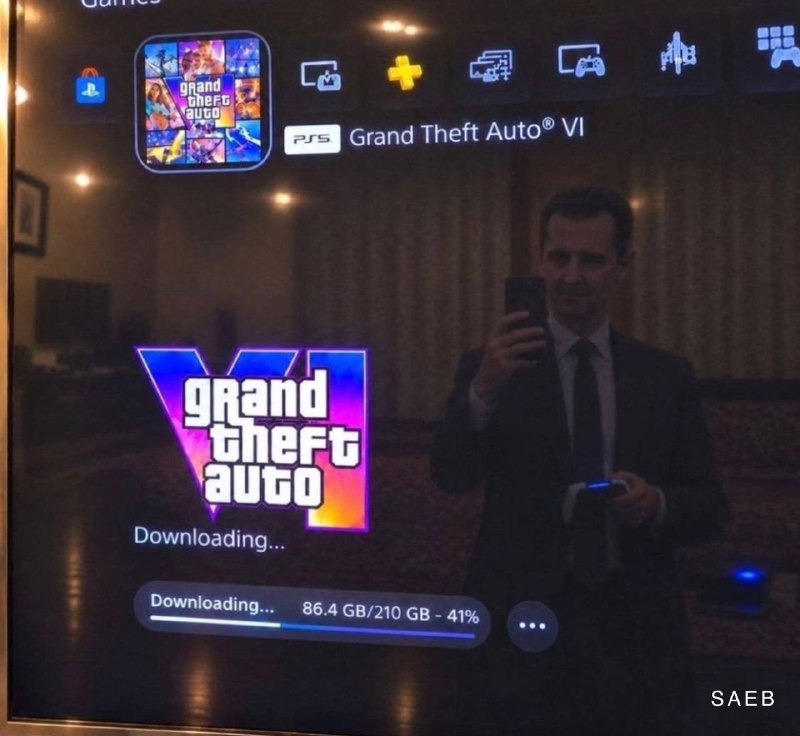 Games
grand
theft
auto
PS5 Grand Theft Auto® VI
VI
grand
theft
auto
Downloading...
Downloading... 86.4 GB/210 GB - 41%
SAEB